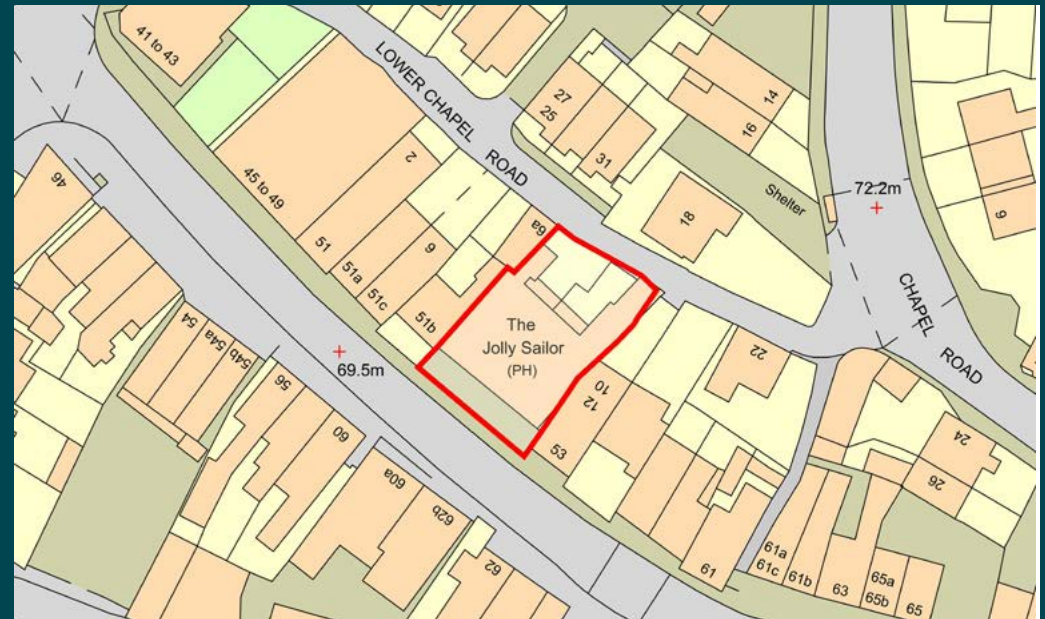 41 to 43
LOWER CHAPEL ROAD
27
25
31
14
16
Shelter
72.2m
9
45 to 49
2
18
46
51
51a
51c
6
6a
51b
The
Jolly Sailor
(PH)
CHAPEL ROAD
69.5m
54
54a
54b
56
60
60a
62b
62
10
12
53
22
24
26
61
61a
61c
61b
63
65a
65b
65